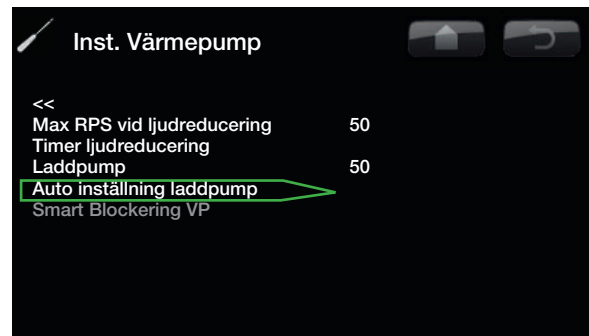 Inst. Värmepump
<<
Max RPS vid ljudreducering 50
Timer ljudreducering
Laddpump 50
Auto inställning laddpump
Smart Blockering VP